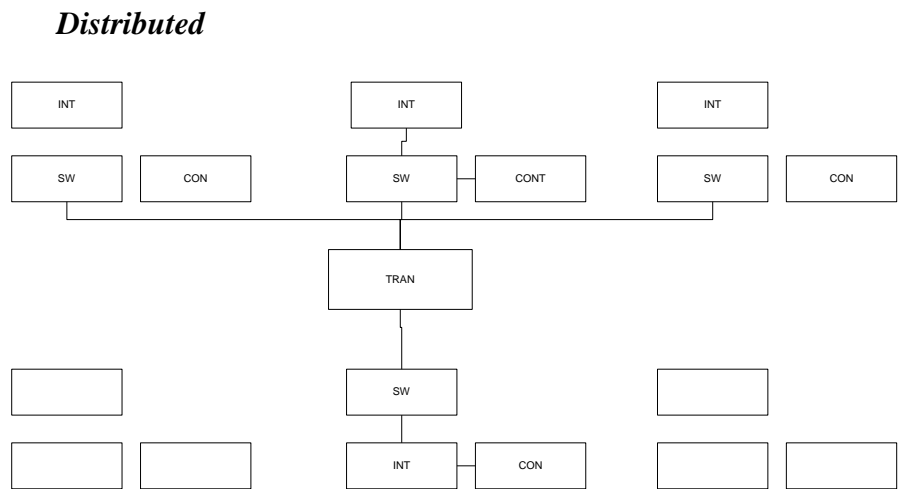 Distributed
INT INT INT
SW CON SW CONT SW CON
TRAN
SW
INT CON